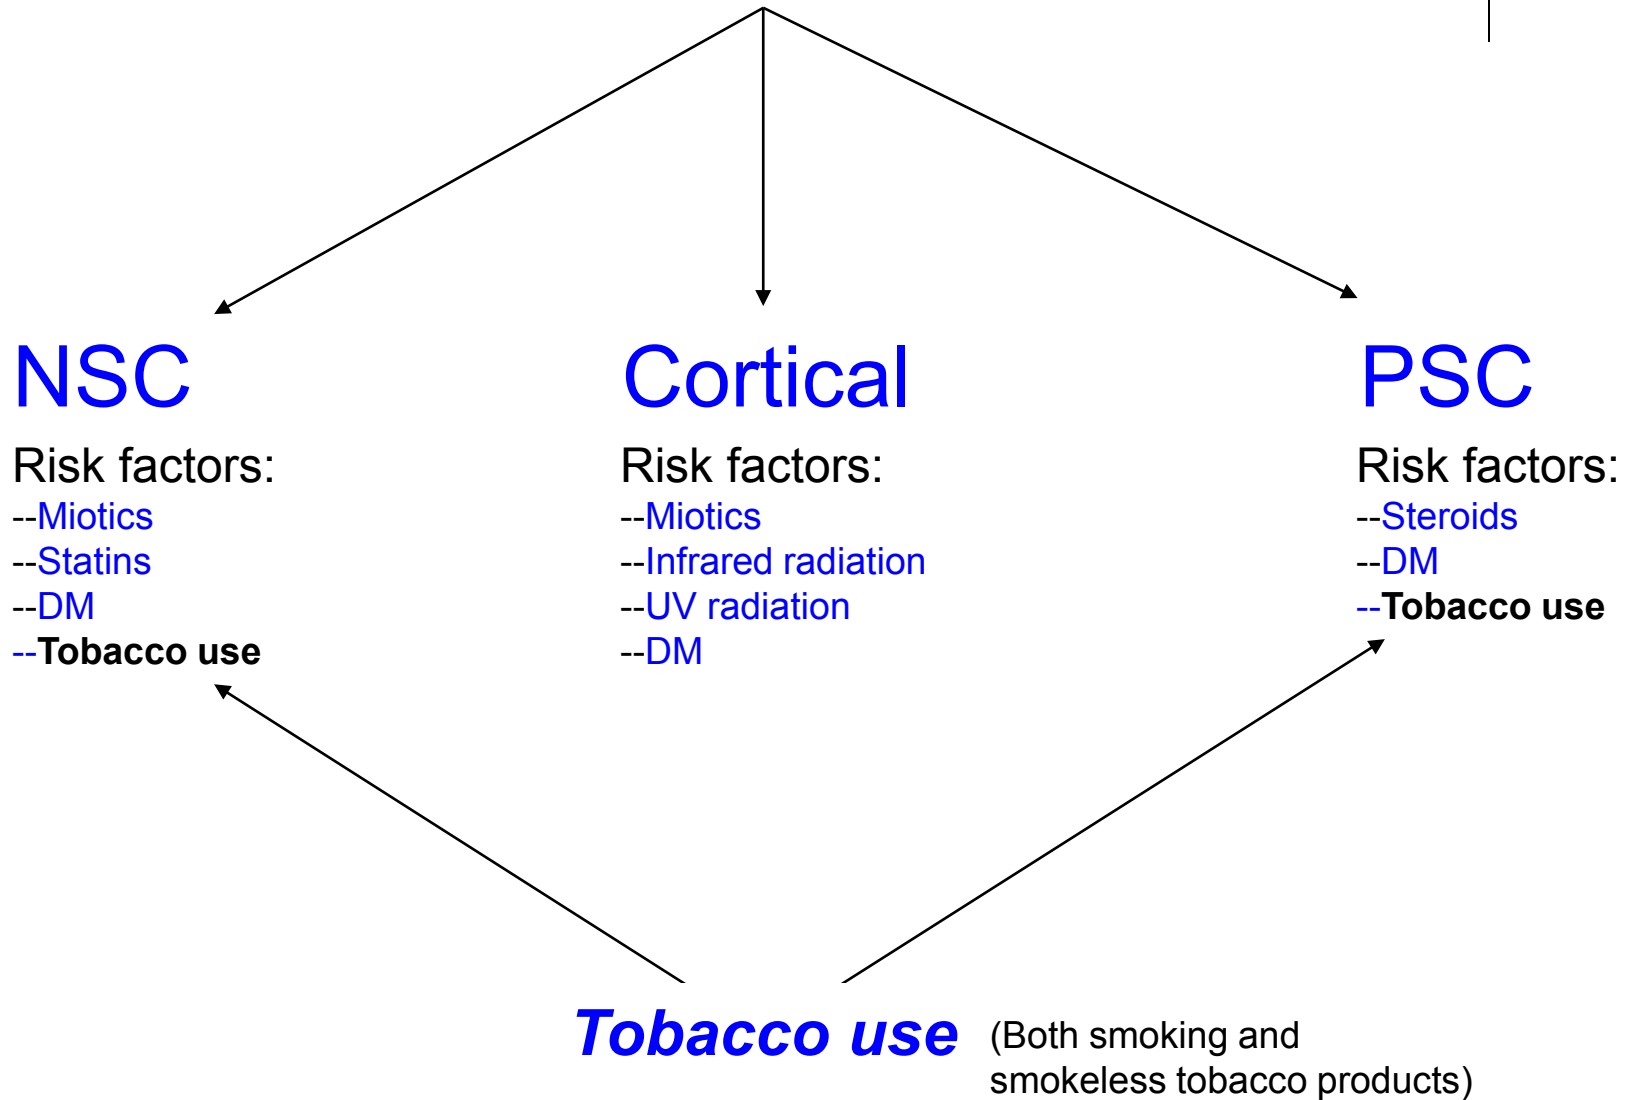 NSC
Risk factors:
--Miotics
--Statins
--DM
--Tobacco use
Cortical
Risk factors:
--Miotics
--Infrared radiation
--UV radiation
--DM
PSC
Risk factors:
--Steroids
--DM
--Tobacco use
Tobacco use (Both smoking and
smokeless tobacco products)